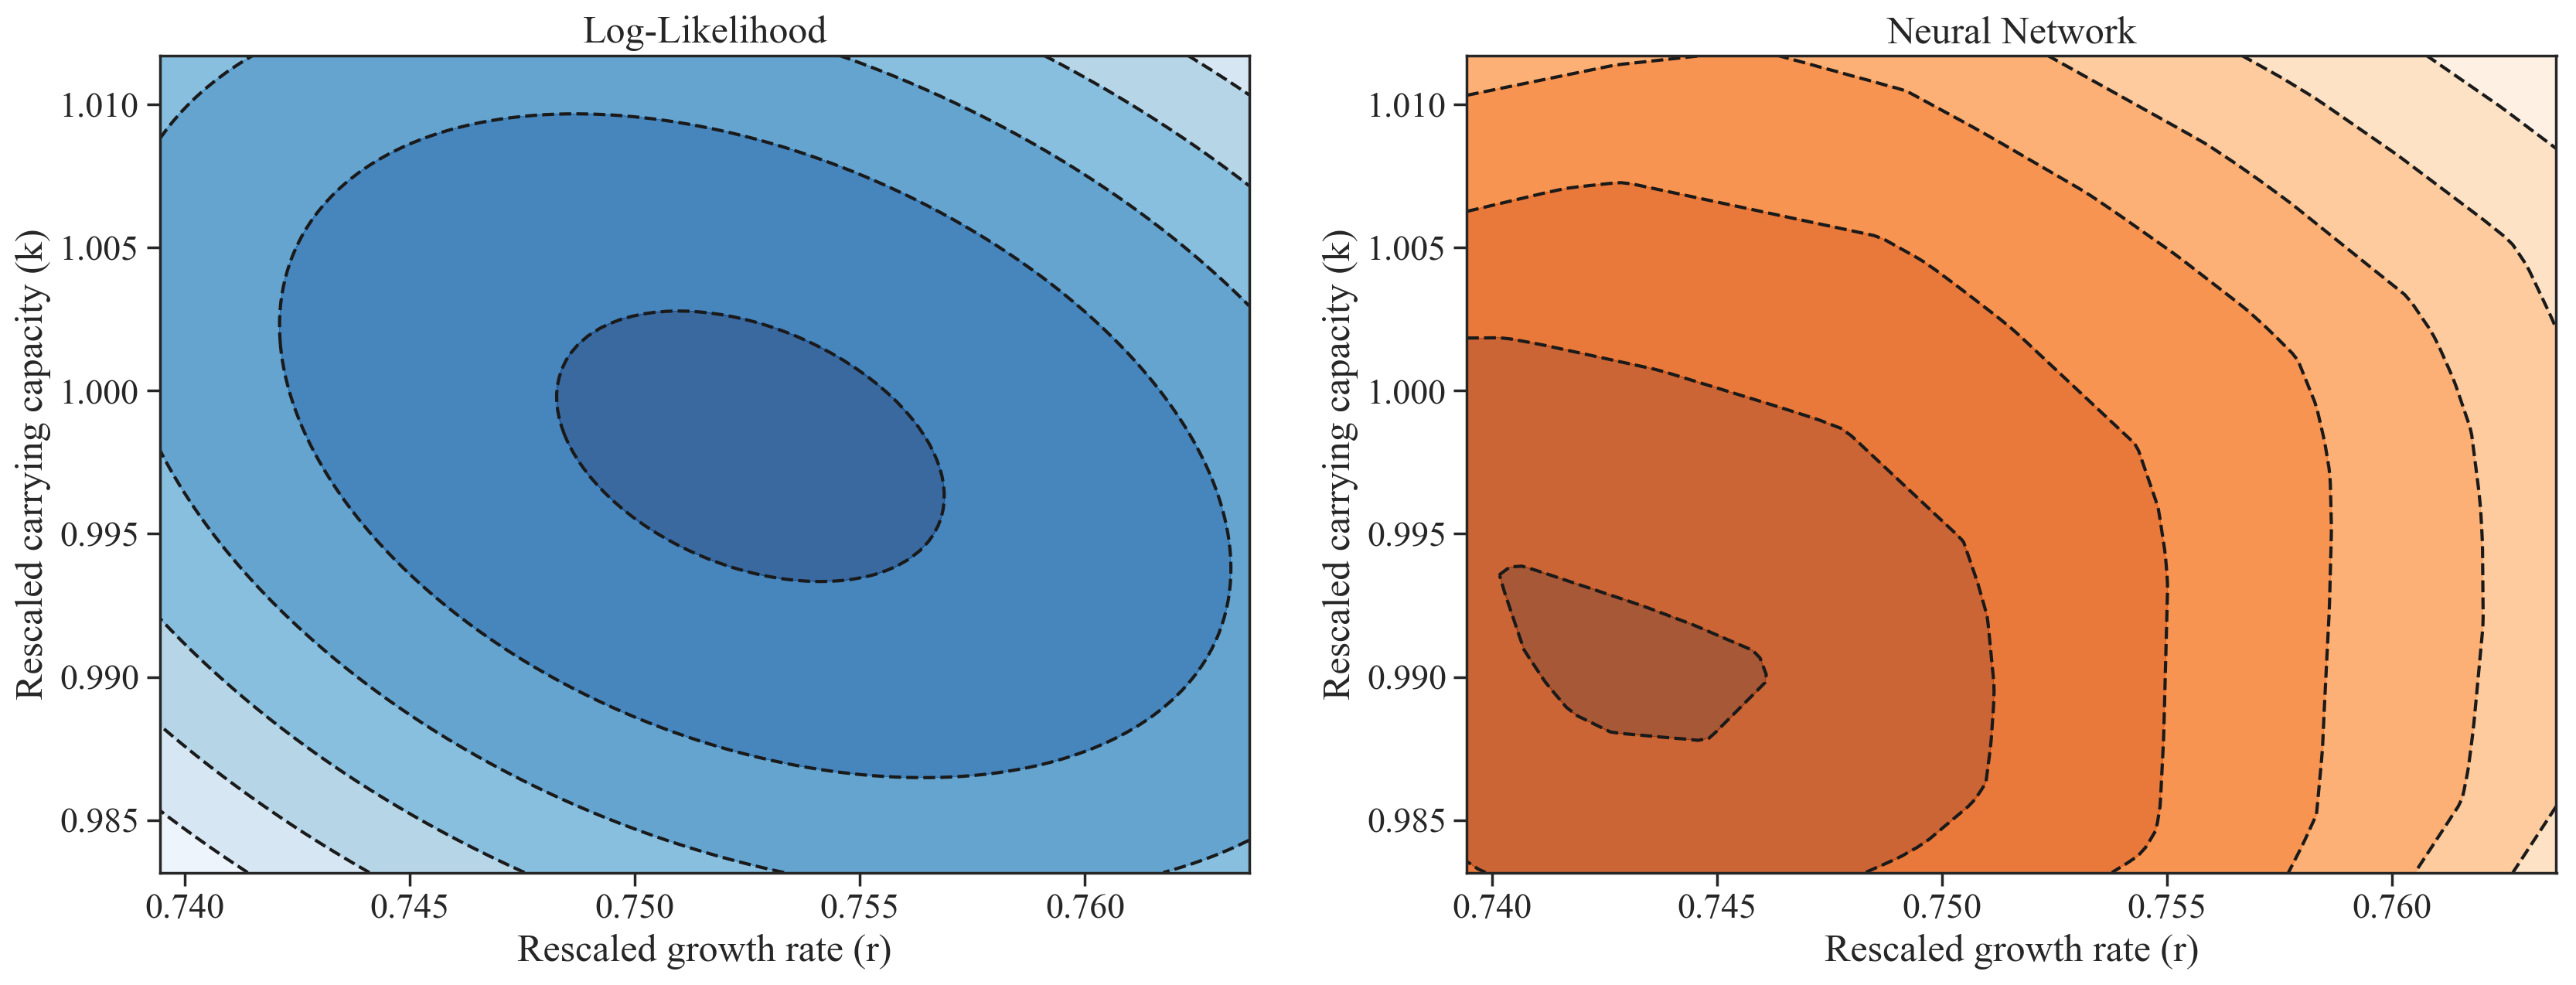 Log-Likelihood
Rescaled carrying capacity (k)
1.010
1.005
1.000
0.995
0.990
0.985
0.740 0.745 0.750 0.755 0.760
Rescaled growth rate (r)
Neural Network
Rescaled carrying capacity (k)
1.010
1.005
1.000
0.995
0.990
0.985
0.740 0.745 0.750 0.755 0.760
Rescaled growth rate (r)